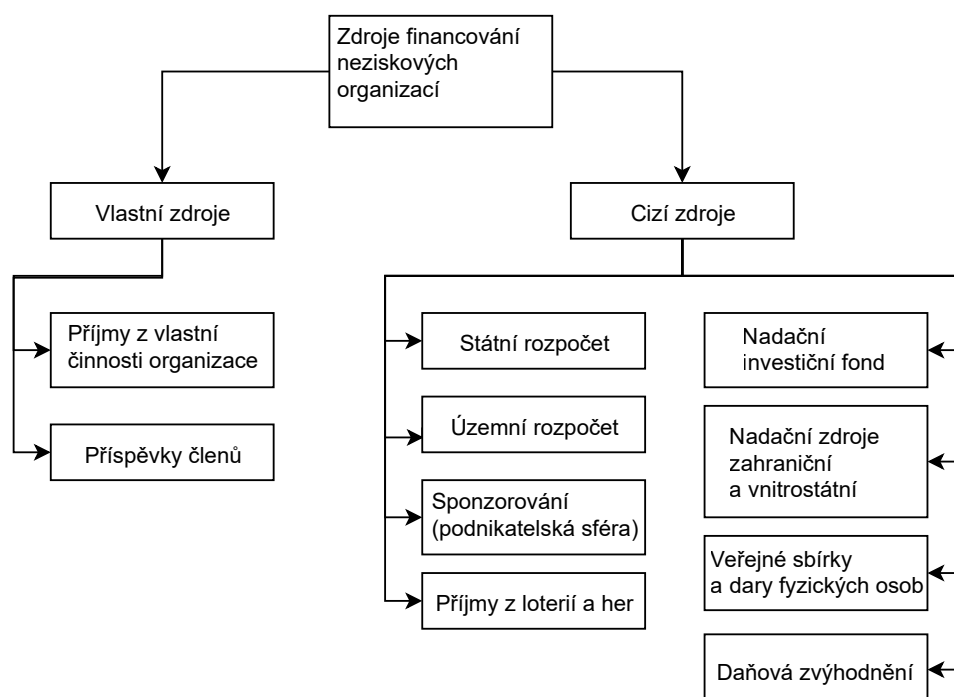 Zdroje financování
neziskových
organizací
Vlastní zdroje
Cizí zdroje
Příjmy z vlastní
činnosti organizace
Příspěvky členů
Státní rozpočet
Územní rozpočet
Sponzorování
(podnikatelská sféra)
Příjmy z loterií a her
Nadační
investiční fond
Nadační zdroje
zahraniční
a vnitrostátní
Veřejné sbírky
a dary fyzických osob
Daňová zvýhodnění